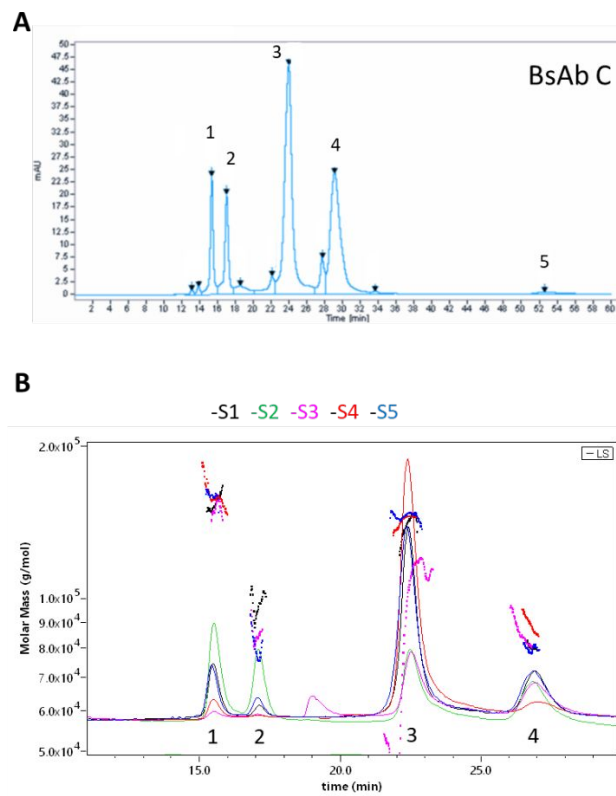 A
BsAb C
50
47.5
45
42.5
40
37.5
35
32.5
30
27.5
25
22.5
20
17.5
15
12.5
10
7.5
5
2.5
0
mAU
1
2
3
4
5
2 4 6 8 10 12 14 16 18 20 22 24 26 28 30 32 34 36 38 40 42 44 46 48 50 52 54 56 58 60
Time [min]
B
-S1 -S2 -S3 -S4 -S5
LS
2.0x10⁵
1.0x10⁵
9.0x10⁴
8.0x10⁴
7.0x10⁴
6.0x10⁴
5.0x10⁴
Molar Mass (g/mol)
1 2 3 4
15.0 20.0 25.0
time (min)